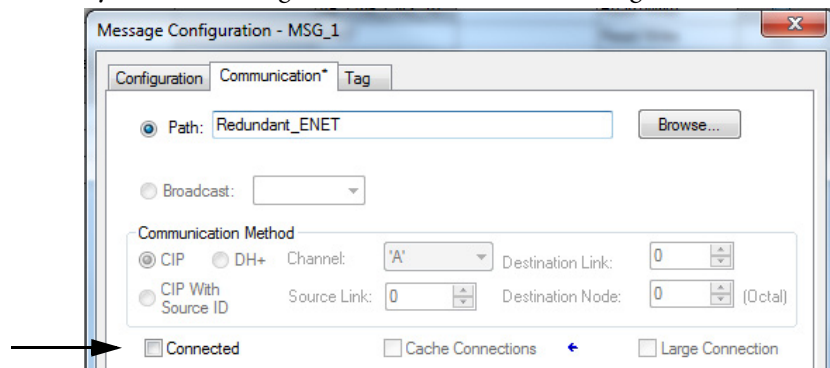 Message Configuration - MSG_1
Configuration Communication* Tag
Path: Redundant_ENET Browse...
Broadcast:
Communication Method
CIP DH+ Channel: 'A' Destination Link: 0
CIP With Source ID Source Link: 0 Destination Node: 0 (Octal)
Connected Cache Connections Large Connection